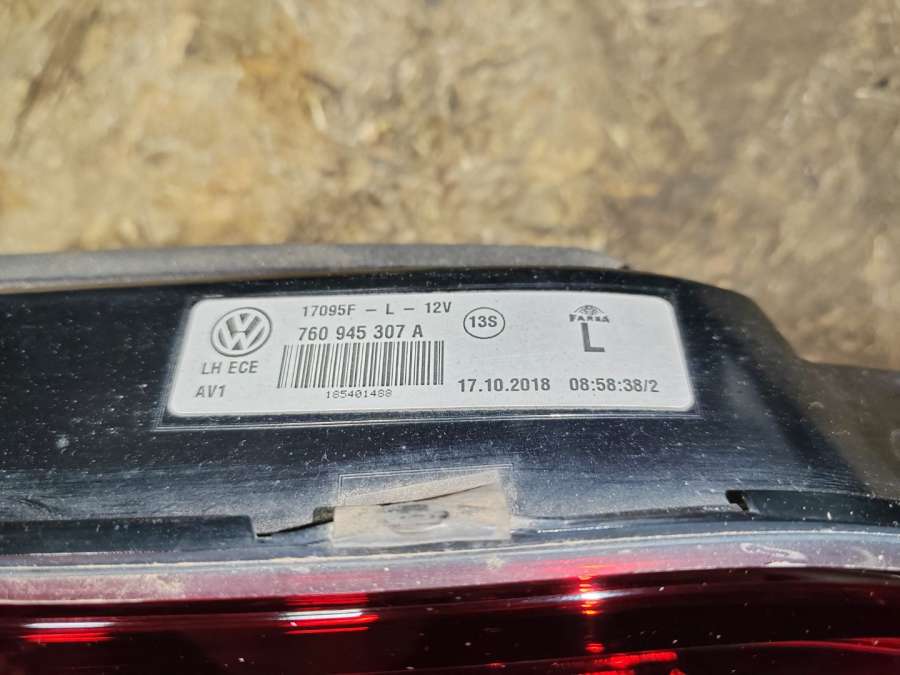 17095F - L - 12V
760 945 307 A
13S
FARBA
L
LH ECE
AV1
185401488
17.10.2018 08:58:38/2